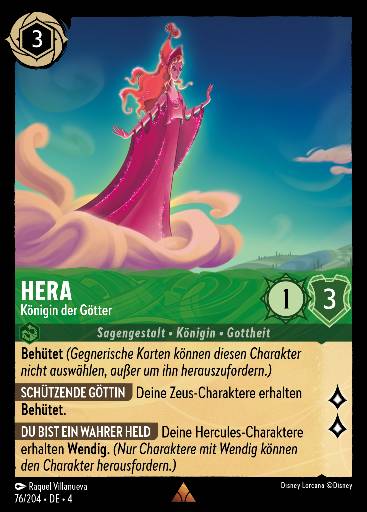 3
HERA
Königin der Götter
1
3
Sagengestalt • Königin • Gottheit
Behütet (Gegnerische Karten können diesen Charakter
nicht auswählen, außer um ihn herauszufordern.)
SCHÜTZENDE GÖTTIN Deine Zeus-Charaktere erhalten
Behütet.
DU BIST EIN WAHRER HELD Deine Hercules-Charaktere
erhalten Wendig. (Nur Charaktere mit Wendig können
den Charakter herausfordern.)
Raquel Villanueva
76/204 • DE • 4
Disney Lorcana ©Disney